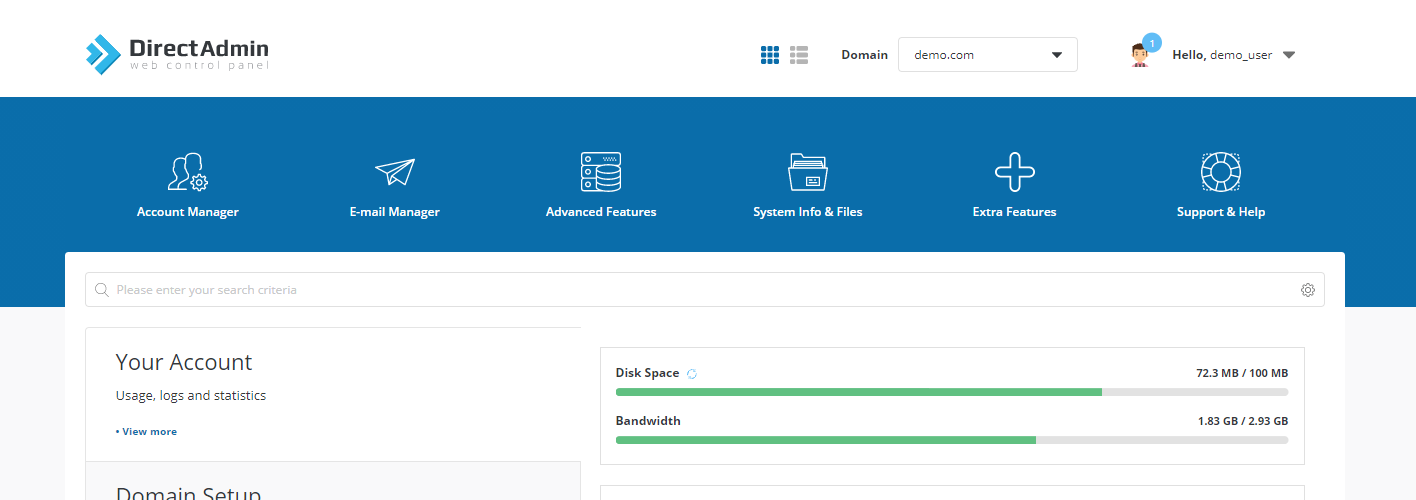 DirectAdmin
web control panel
Domain
demo.com
1
Hello, demo_user
Account Manager
E-mail Manager
Advanced Features
System Info & Files
Extra Features
Support & Help
Please enter your search criteria
Your Account
Usage, logs and statistics
• View more
Domain Setup
Disk Space
72.3 MB / 100 MB
Bandwidth
1.83 GB / 2.93 GB